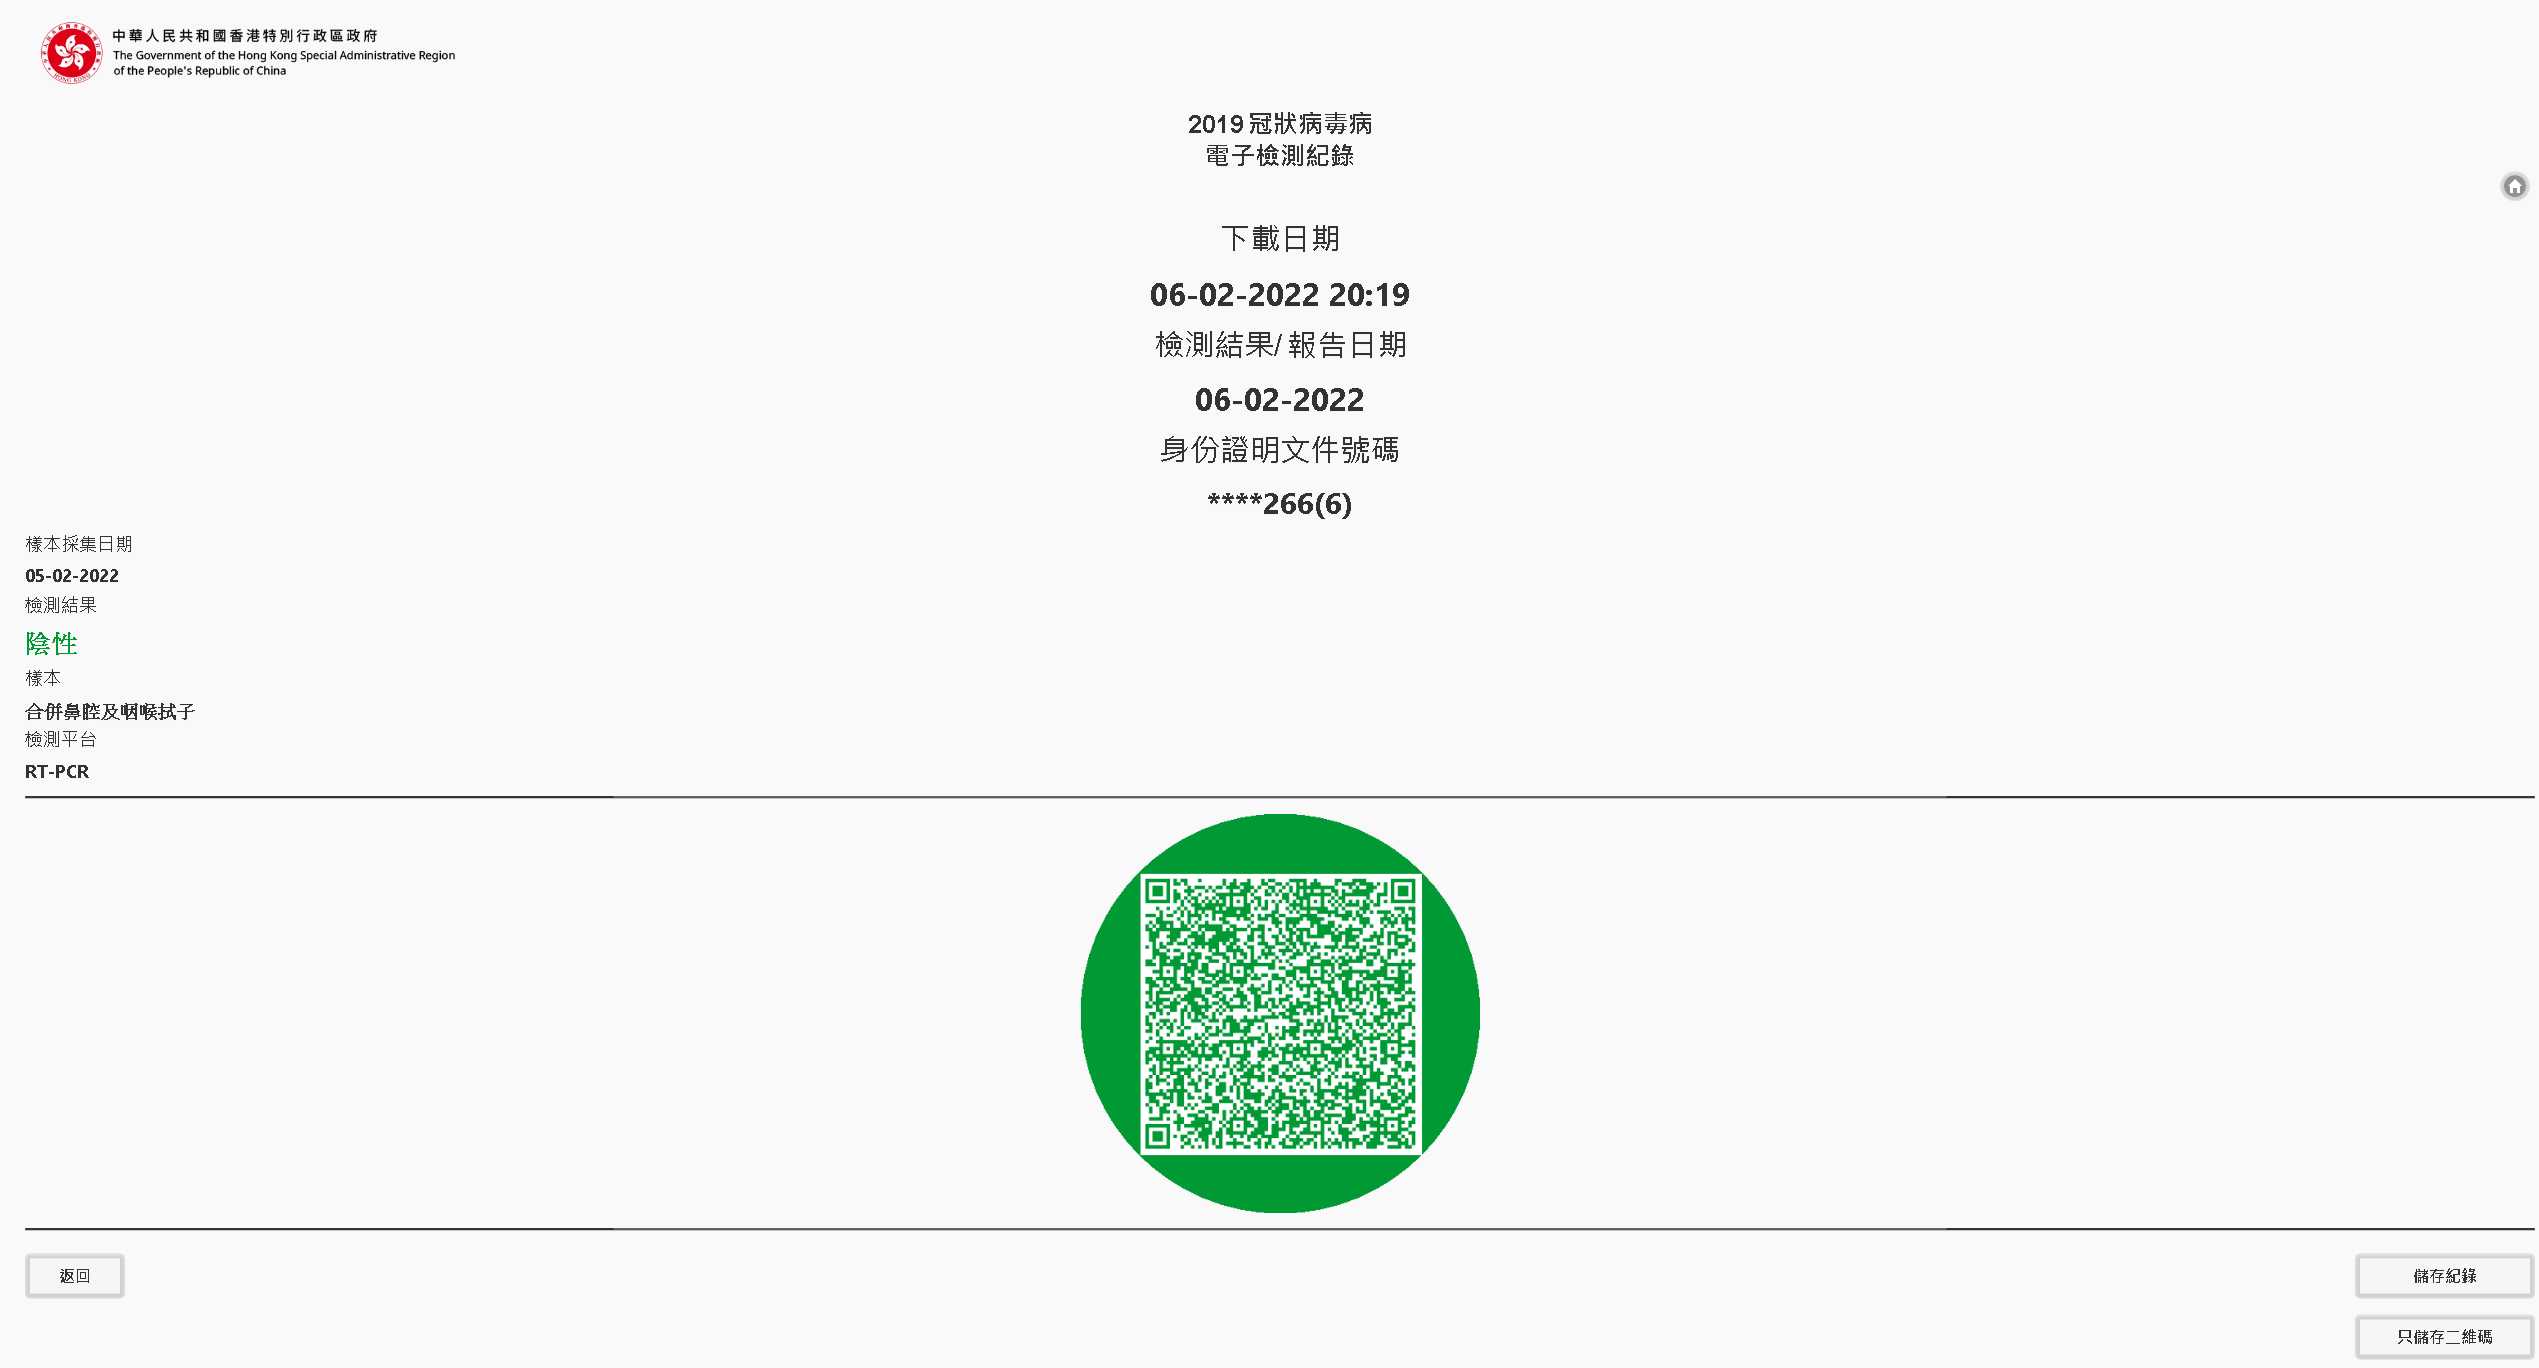 中華人民共和國香港特別行政區政府
The Government of the Hong Kong Special Administrative Region
of the People's Republic of China
2019冠狀病毒病
電子檢測紀錄
下載日期
06-02-2022 20:19
檢測結果/報告日期
06-02-2022
身份證明文件號碼
****266(6)
樣本採集日期
05-02-2022
檢測結果
陰性
樣本
合併鼻腔及咽喉拭子
檢測平台
RT-PCR
返回
儲存紀錄
只儲存二維碼